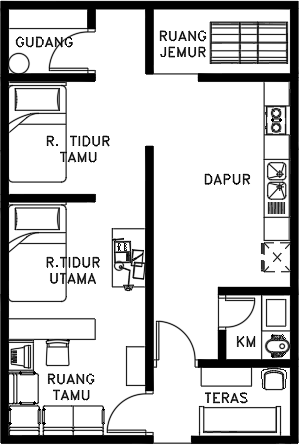 GUDANG
RUANG
JEMUR
R. TIDUR
TAMU
DAPUR
R.TIDUR
UTAMA
KM
RUANG
TAMU
TERAS